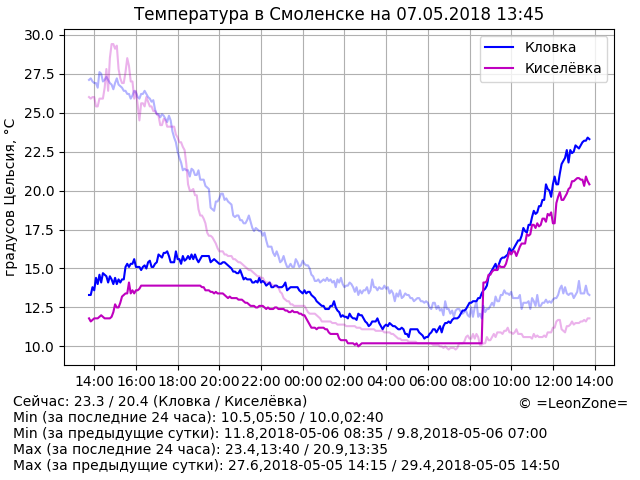 Температура в Смоленске на 07.05.2018 13:45
30.0
27.5
25.0
22.5
20.0
17.5
15.0
12.5
10.0
градусов Цельсия, °C
Кловка
Киселёвка
14:00 16:00 18:00 20:00 22:00 00:00 02:00 04:00 06:00 08:00 10:00 12:00 14:00
Сейчас: 23.3 / 20.4 (Кловка / Киселёвка)
© =LeonZone=
Min (за последние 24 часа): 10.5,05:50 / 10.0,02:40
Min (за предыдущие сутки): 11.8,2018-05-06 08:35 / 9.8,2018-05-06 07:00
Max (за последние 24 часа): 23.4,13:40 / 20.9,13:35
Max (за предыдущие сутки): 27.6,2018-05-05 14:15 / 29.4,2018-05-05 14:50